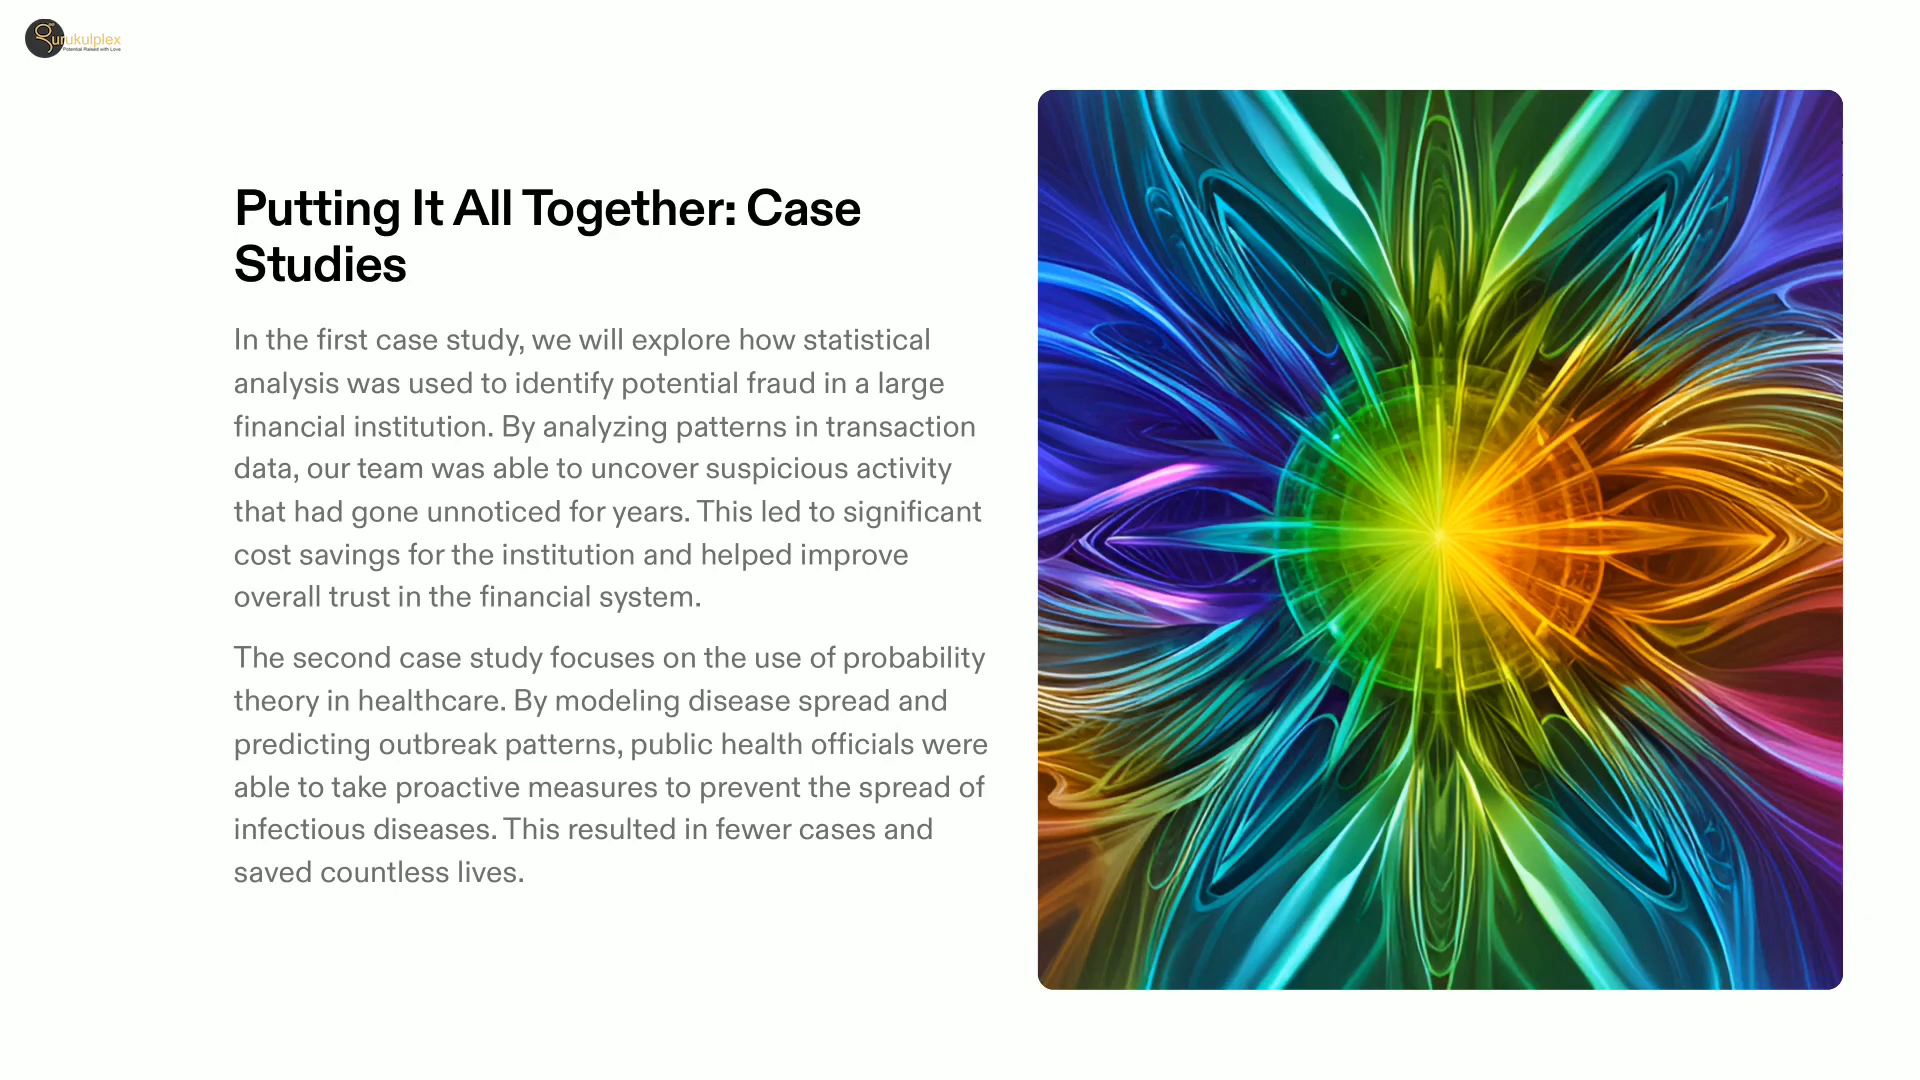 gurukulplex
Potential Raised with Love
Putting It All Together: Case
Studies
In the first case study, we will explore how statistical
analysis was used to identify potential fraud in a large
financial institution. By analyzing patterns in transaction
data, our team was able to uncover suspicious activity
that had gone unnoticed for years. This led to significant
cost savings for the institution and helped improve
overall trust in the financial system.
The second case study focuses on the use of probability
theory in healthcare. By modeling disease spread and
predicting outbreak patterns, public health officials were
able to take proactive measures to prevent the spread of
infectious diseases. This resulted in fewer cases and
saved countless lives.